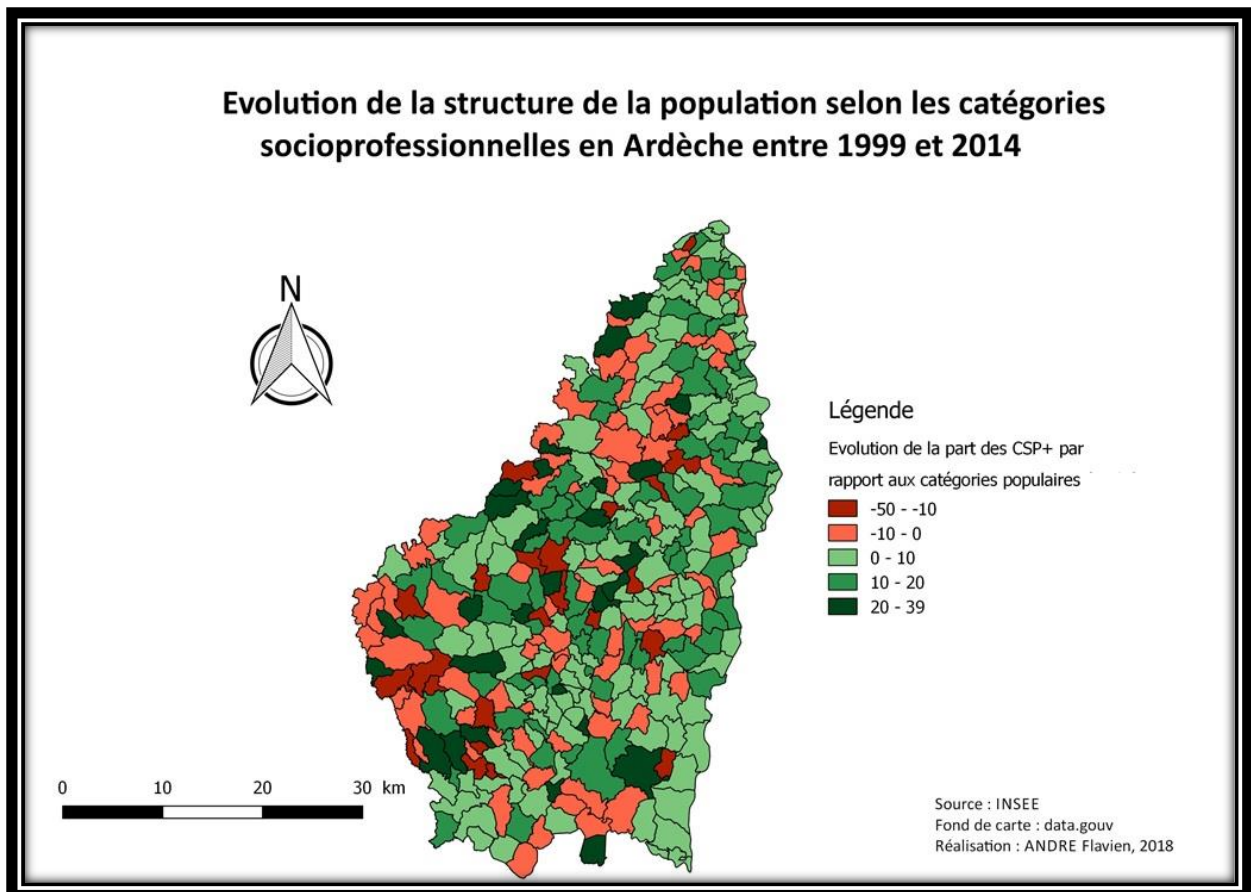 Evolution de la structure de la population selon les catégories
socioprofessionnelles en Ardèche entre 1999 et 2014
N
Légende
Evolution de la part des CSP+ par
rapport aux catégories populaires
-50 - -10
-10 - 0
0 - 10
10 - 20
20 - 39
0 10 20 30 km
Source : INSEE
Fond de carte : data.gouv
Réalisation : ANDRE Flavien, 2018